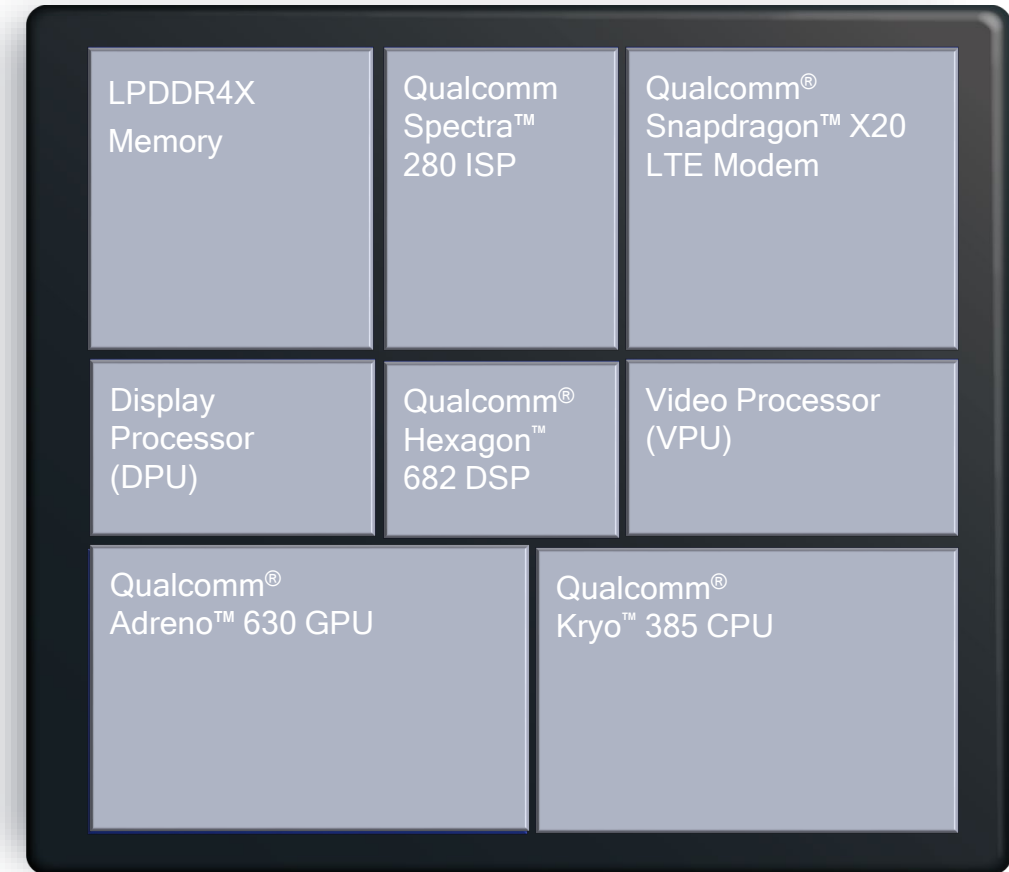 LPDDR4X
Memory
Qualcomm
Spectra™
280 ISP
Qualcomm®
Snapdragon™ X20
LTE Modem
Display
Processor
(DPU)
Qualcomm®
Hexagon™
682 DSP
Video Processor
(VPU)
Qualcomm®
Adreno™ 630 GPU
Qualcomm®
Kryo™ 385 CPU